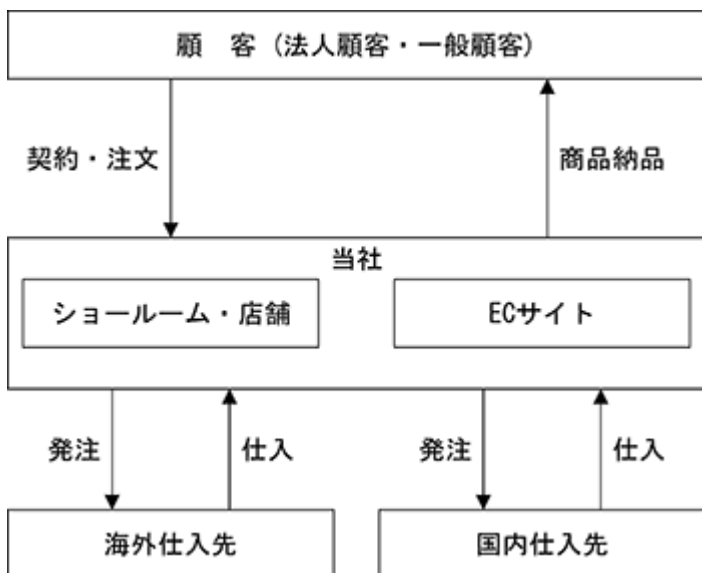 顧　客（法人顧客・一般顧客）
契約・注文
商品納品
当社
ショールーム・店舗
ECサイト
発注
仕入
発注
仕入
海外仕入先
国内仕入先